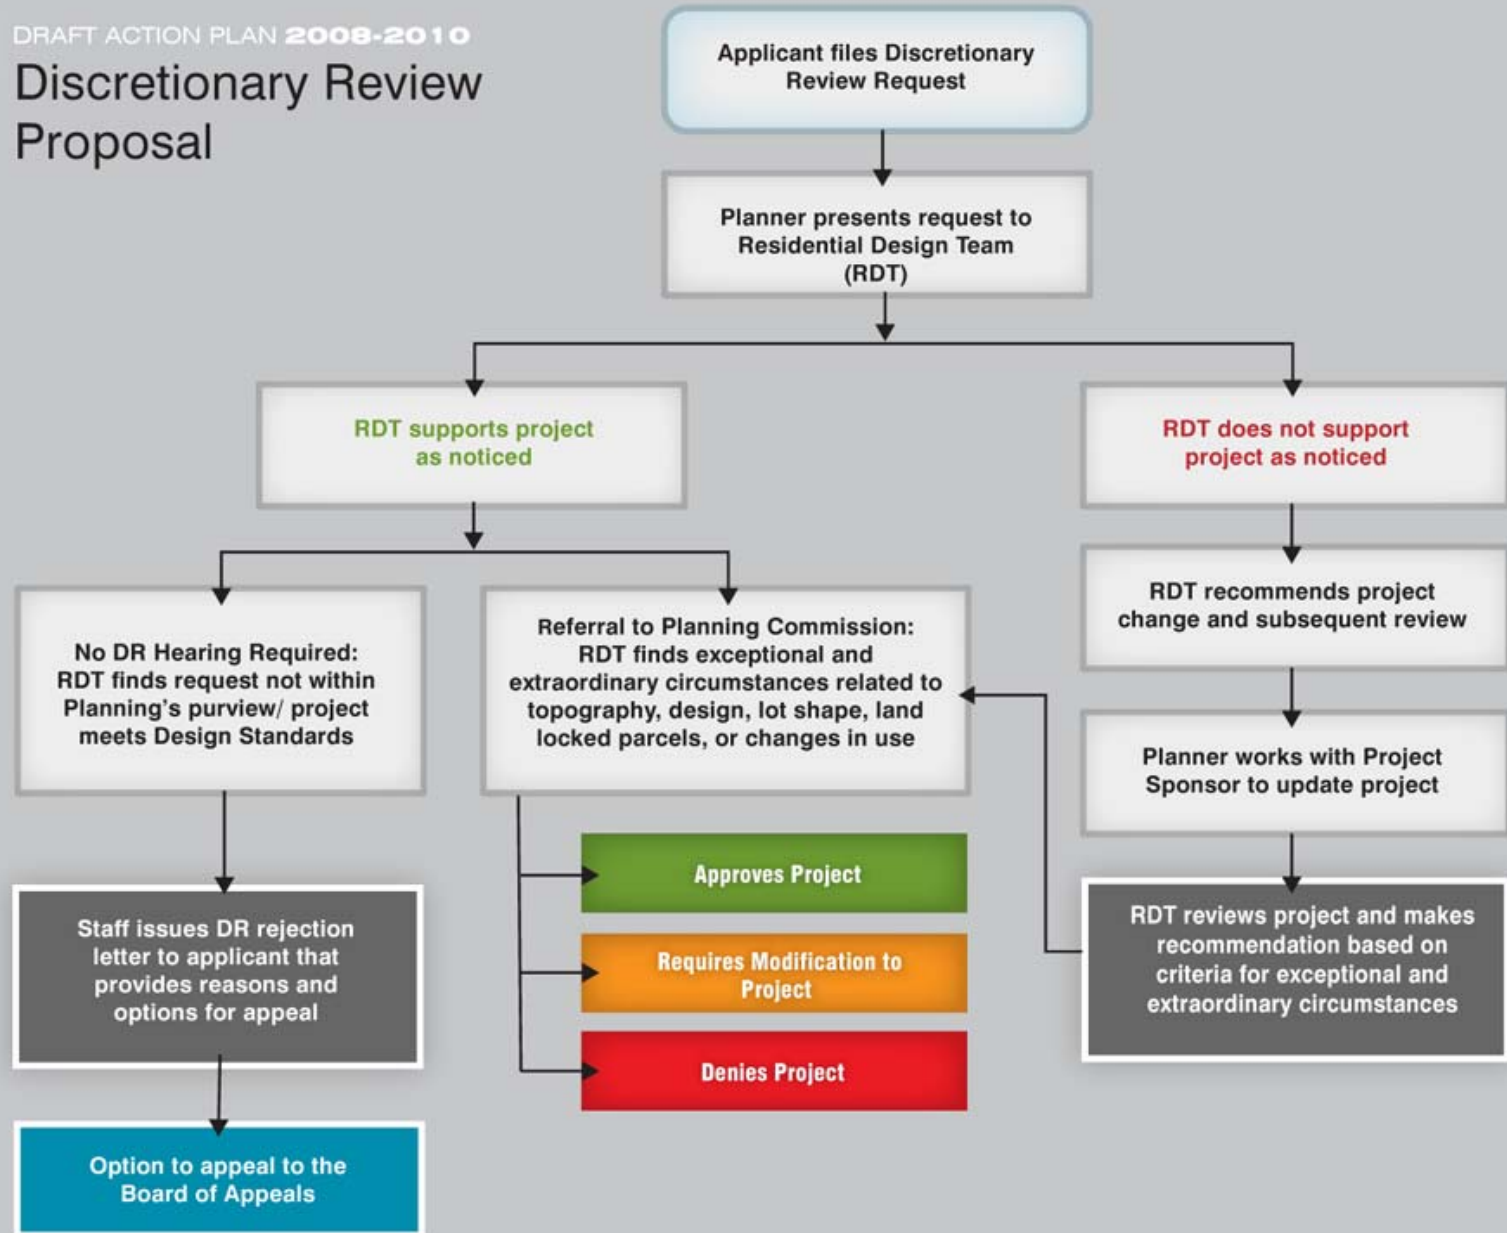 DRAFT ACTION PLAN 2008-2010
Discretionary Review
Proposal
Applicant files Discretionary
Review Request
Planner presents request to
Residential Design Team
(RDT)
RDT supports project
as noticed
RDT does not support
project as noticed
No DR Hearing Required:
RDT finds request not within
Planning's purview/ project
meets Design Standards
Referral to Planning Commission:
RDT finds exceptional and
extraordinary circumstances related to
topography, design, lot shape, land
locked parcels, or changes in use
RDT recommends project
change and subsequent review
Planner works with Project
Sponsor to update project
Approves Project
Requires Modification to
Project
Denies Project
Staff issues DR rejection
letter to applicant that
provides reasons and
options for appeal
RDT reviews project and makes
recommendation based on
criteria for exceptional and
extraordinary circumstances
Option to appeal to the
Board of Appeals